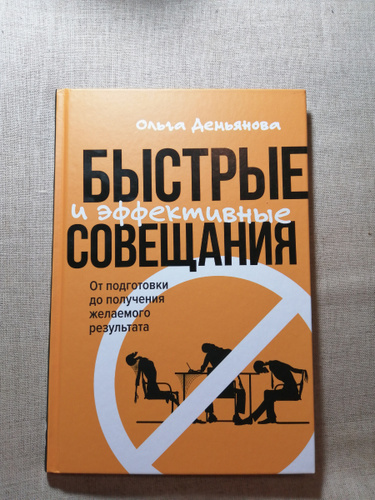 Ольга Демьянова
БЫСТРЫЕ
и эффективные
СОВЕЩАНИЯ
От подготовки
до получения
желаемого
результата